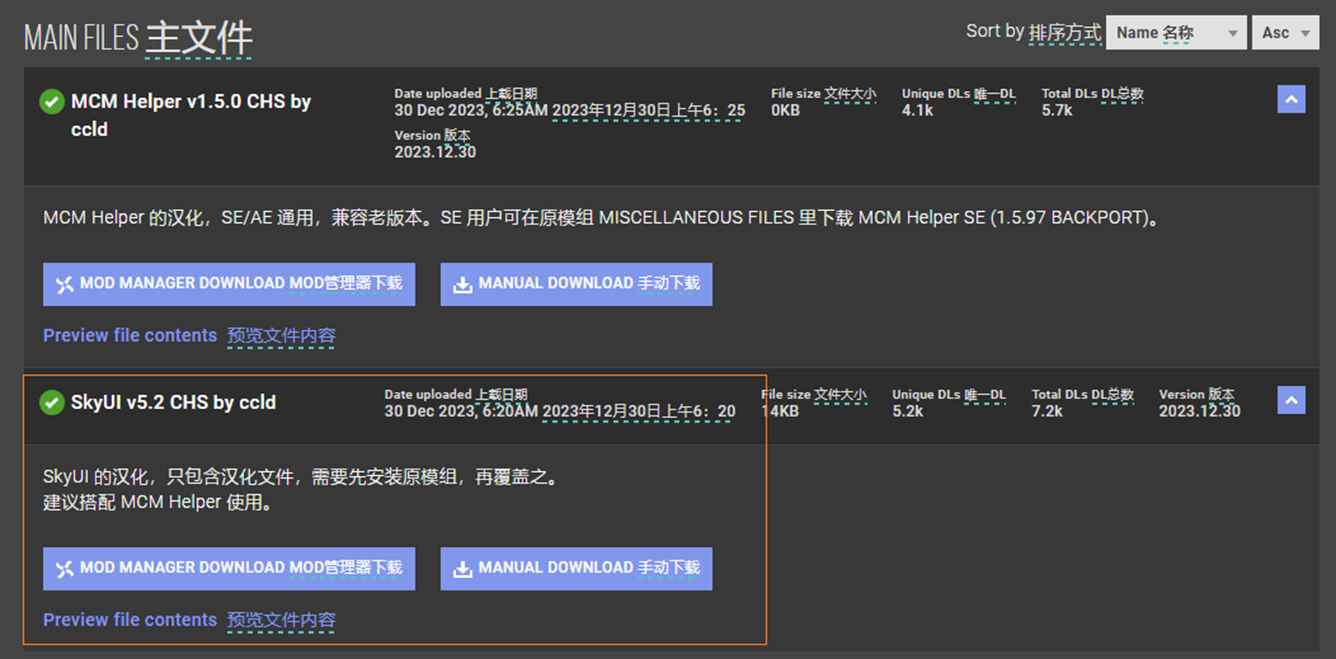 MAIN FILES 主文件
Sort by 排序方式 Name 名称 Asc
MCM Helper v1.5.0 CHS by
ccld
Date uploaded 上载日期
30 Dec 2023, 6:25AM 2023年12月30日上午6：25
File size 文件大小
0KB
Unique DLs 唯一DL
4.1k
Total DLs DL总数
5.7k
Version 版本
2023.12.30
MCM Helper 的汉化，SE/AE 通用，兼容老版本。SE 用户可在原模组 MISCELLANEOUS FILES 里下载 MCM Helper SE (1.5.97 BACKPORT)。
MOD MANAGER DOWNLOAD MOD管理器下载
MANUAL DOWNLOAD 手动下载
Preview file contents 预览文件内容
SkyUI v5.2 CHS by ccld
Date uploaded 上载日期
30 Dec 2023, 6:20AM 2023年12月30日上午6：20
File size 文件大小
14KB
Unique DLs 唯一DL
5.2k
Total DLs DL总数
7.2k
Version 版本
2023.12.30
SkyUI 的汉化，只包含汉化文件，需要先安装原模组，再覆盖之。
建议搭配 MCM Helper 使用。
MOD MANAGER DOWNLOAD MOD管理器下载
MANUAL DOWNLOAD 手动下载
Preview file contents 预览文件内容